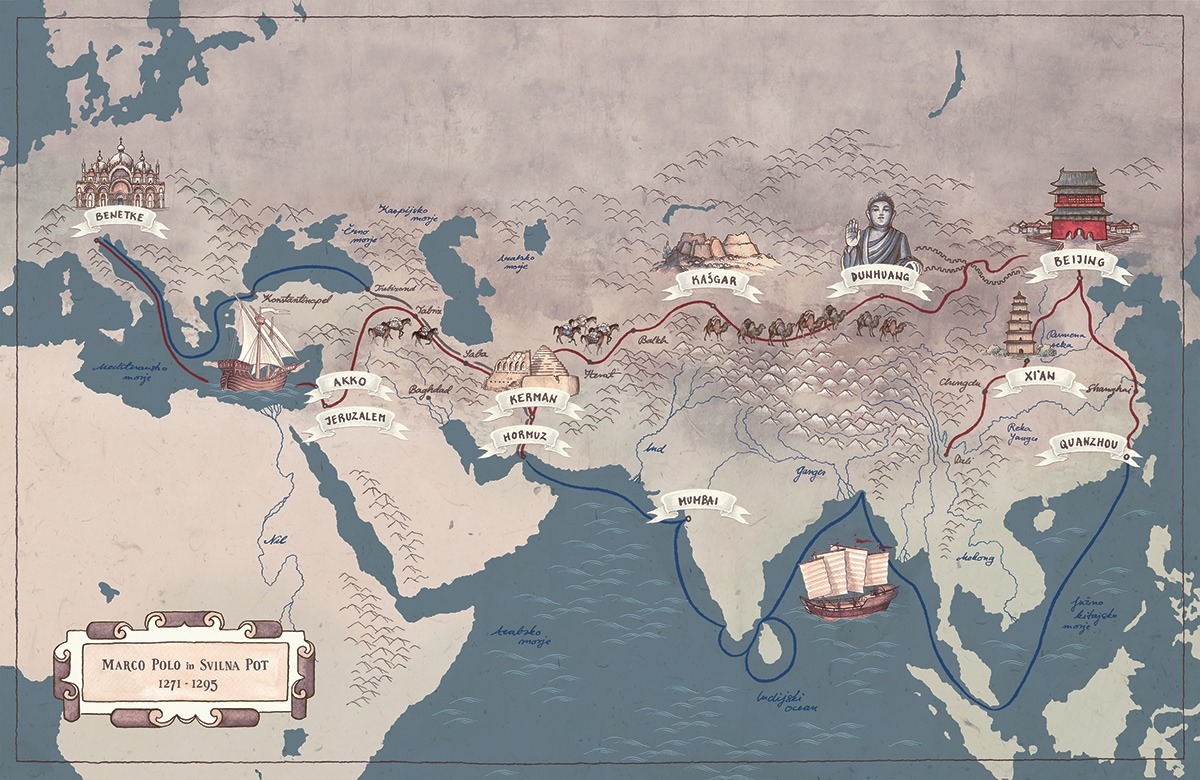 BENETKE
Kaspijsko
morje
Črno
morje
Aralsko
morje
KAŚGAR
DUNHUANG
BEIJING
Konstantinopel
Trebizond
Tabriz
Saba
Balkh
Herat
Mediteransko
morje
AKKO
JERUZALEM
Baghdad
KERMAN
HORMUZ
Rumena
reka
XI'AN
Chengdu
Shanghai
Reka
Yangce
QUANZHOU
Dali
Ind
Ganges
MUMBAI
Nil
Mekong
Južno
kitajsko
morje
Arabsko
morje
Indijski
ocean
MARCO POLO in SVILNA POT
1271 - 1295